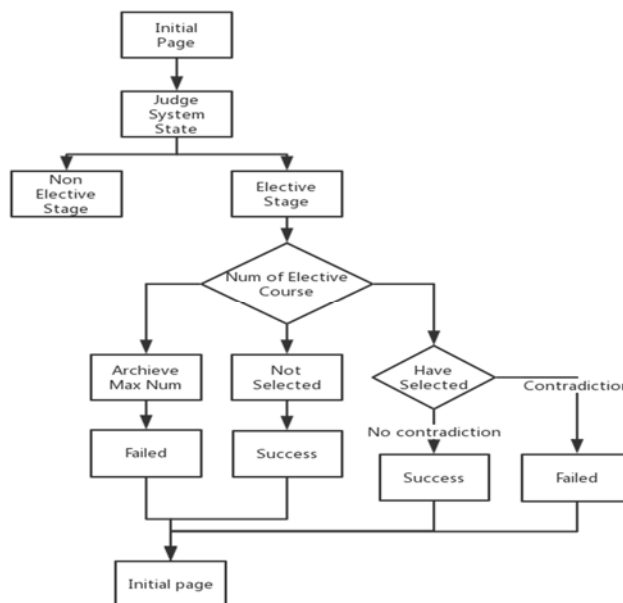 Initial
Page
Judge
System
State
Non
Elective
Stage
Elective
Stage
Num of Elective
Course
Archieve
Max Num
Not
Selected
Have
Selected
Contradiction
No contradiction
Failed
Success
Success
Failed
Initial page